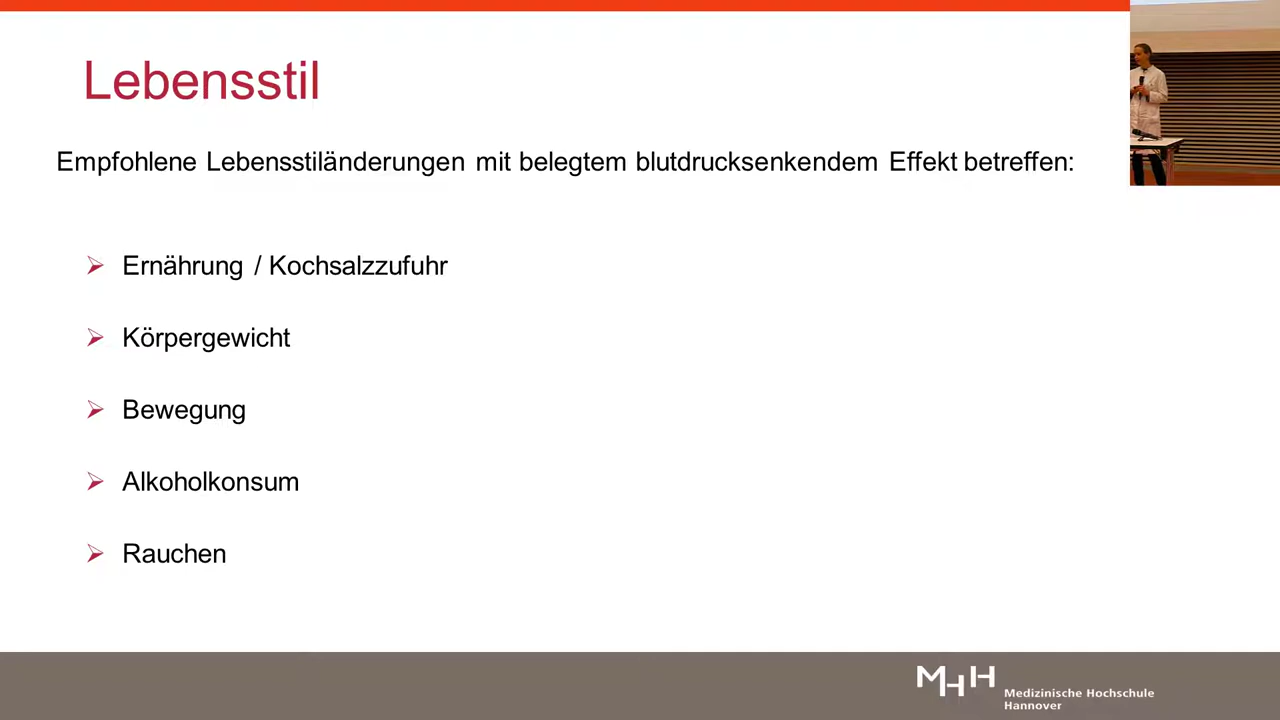 Lebensstil
Empfohlene Lebensstiländerungen mit belegtem blutdrucksenkendem Effekt betreffen:
Ernährung / Kochsalzzufuhr
Körpergewicht
Bewegung
Alkoholkonsum
Rauchen
MHH
Medizinische Hochschule
Hannover